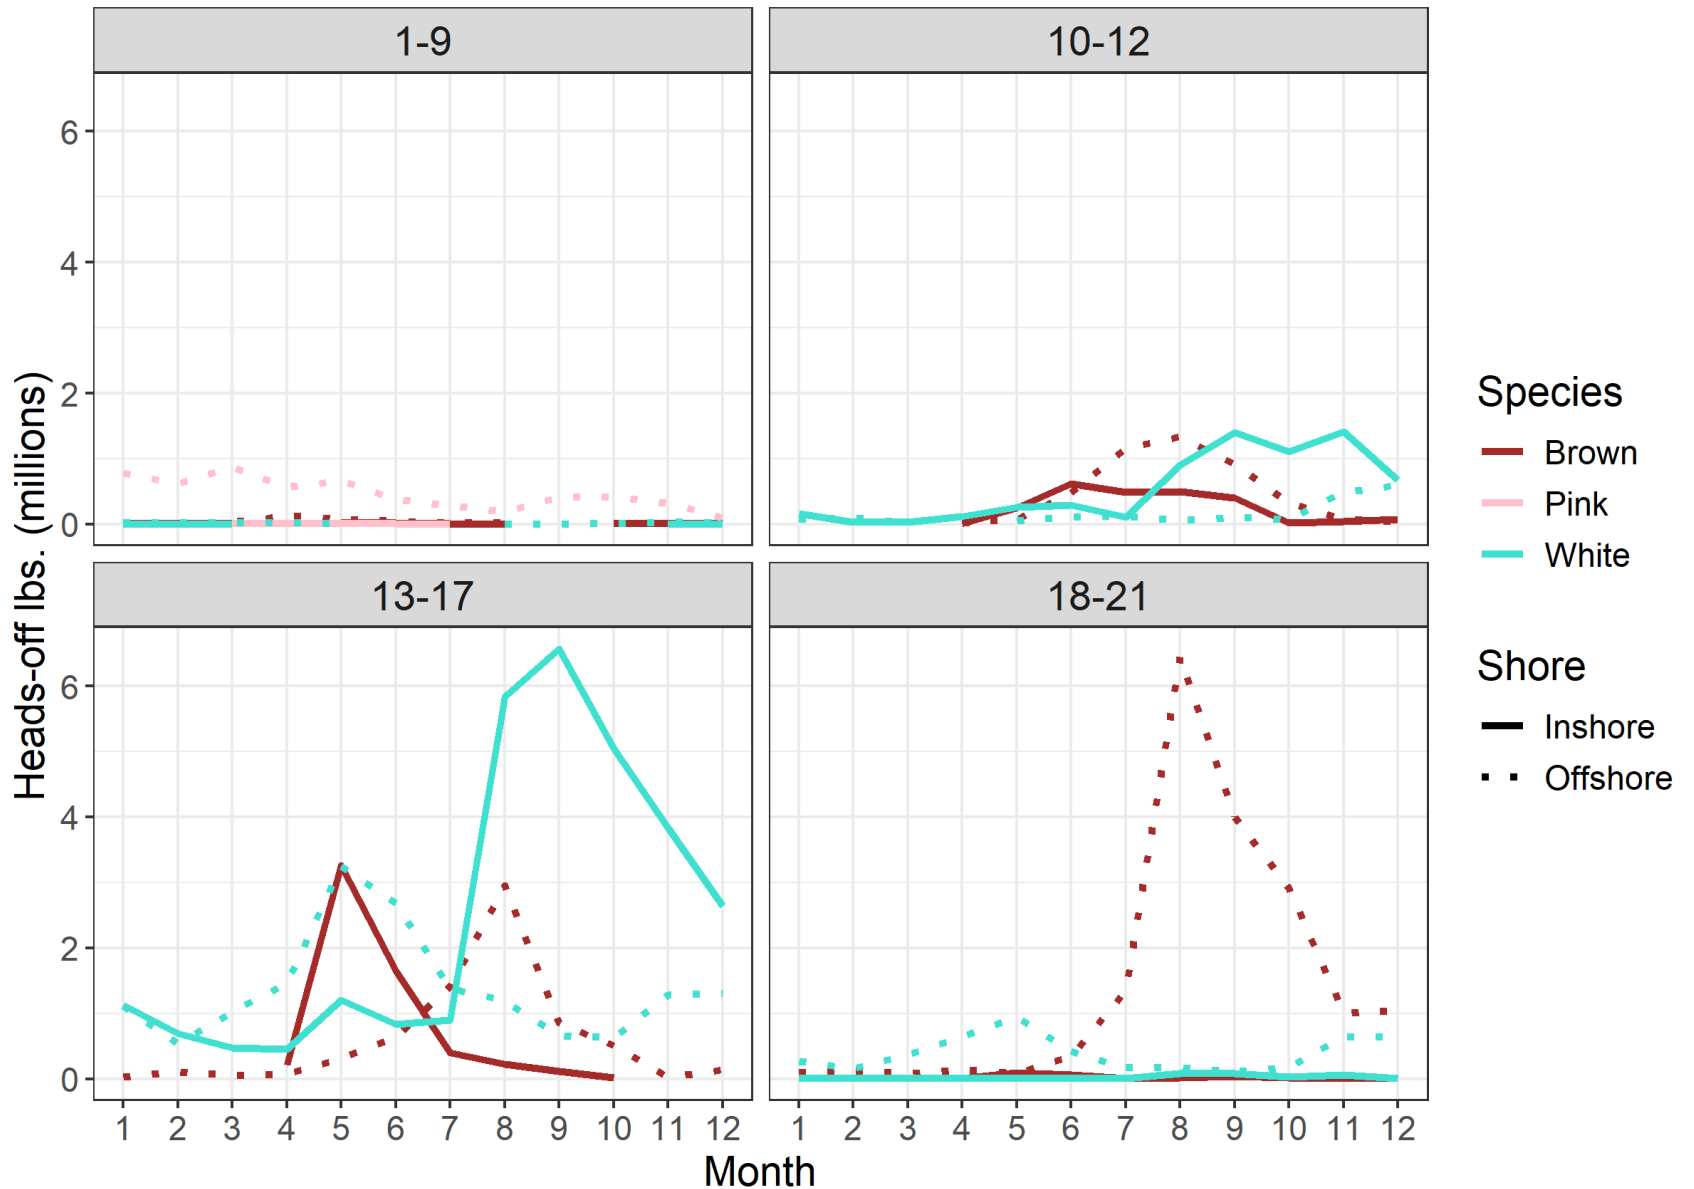 1-9
10-12
6
4
2
0
13-17
18-21
6
4
2
0
1 2 3 4 5 6 7 8 9 10 11 12
1 2 3 4 5 6 7 8 9 10 11 12
Month
Heads-off lbs. (millions)
Species
Brown
Pink
White
Shore
Inshore
Offshore